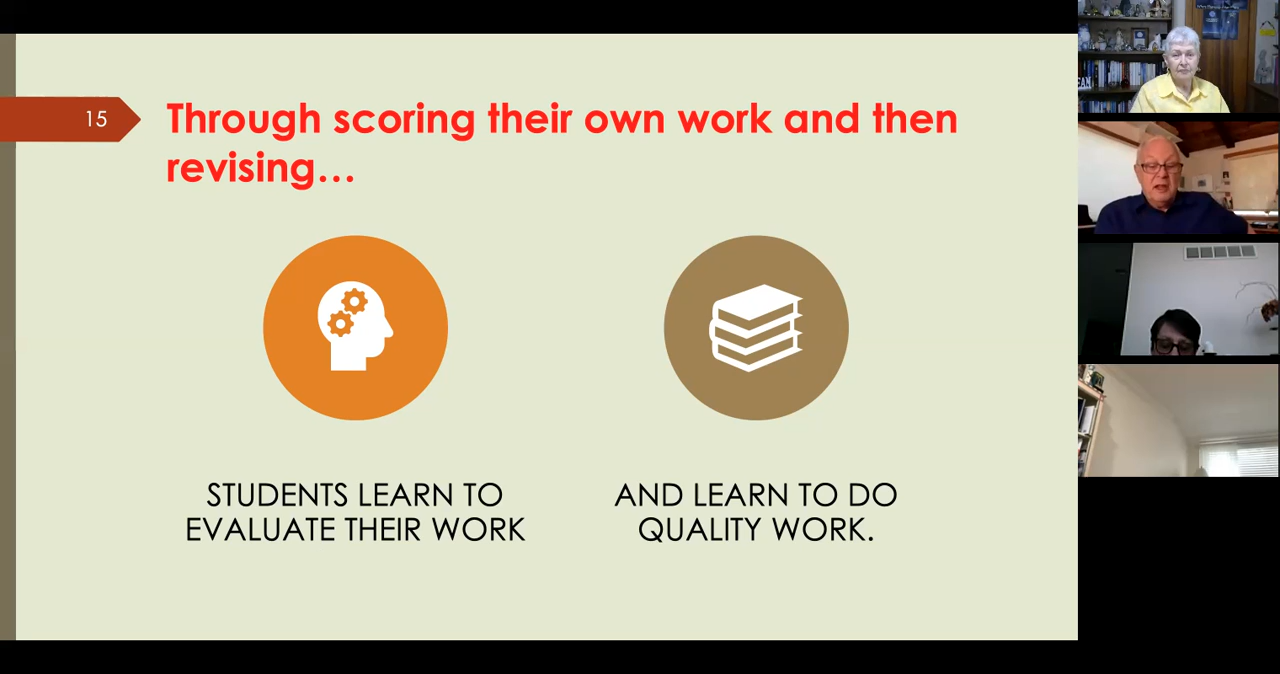 15
Through scoring their own work and then
revising…
STUDENTS LEARN TO
EVALUATE THEIR WORK
AND LEARN TO DO
QUALITY WORK.